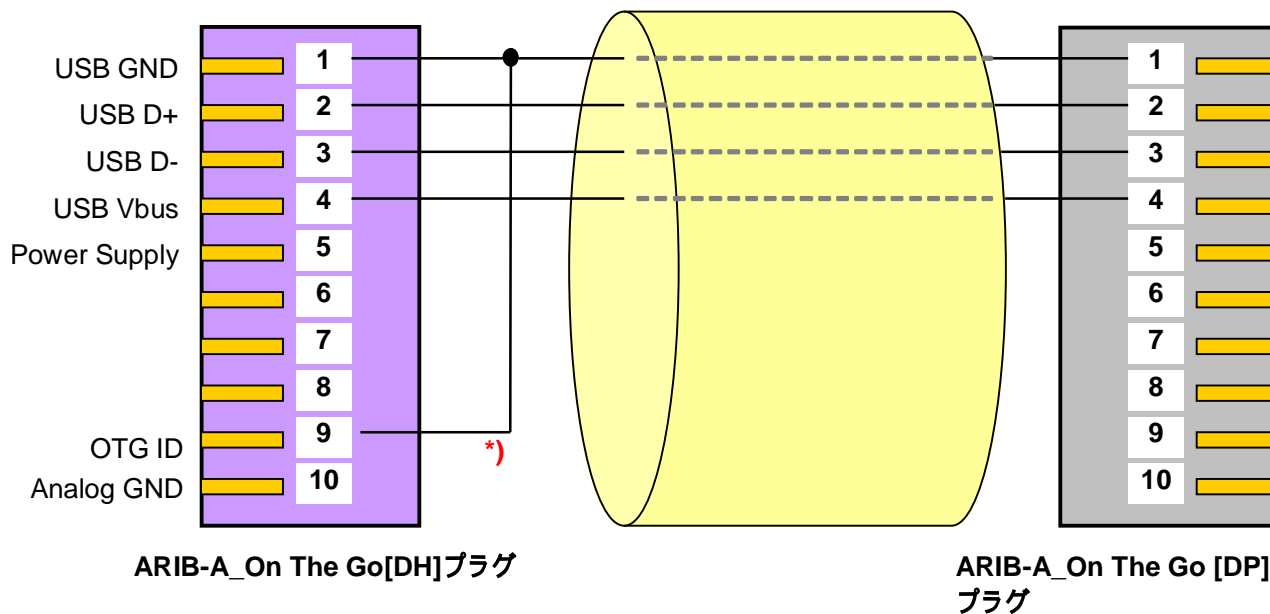 USB GND 1 1
USB D+ 2 2
USB D- 3 3
USB Vbus 4 4
Power Supply 5 5
6 6
7 7
8 8
OTG ID 9 *) 9
Analog GND 10 10
ARIB-A_On The Go[DH]プラグ
ARIB-A_On The Go [DP]
プラグ